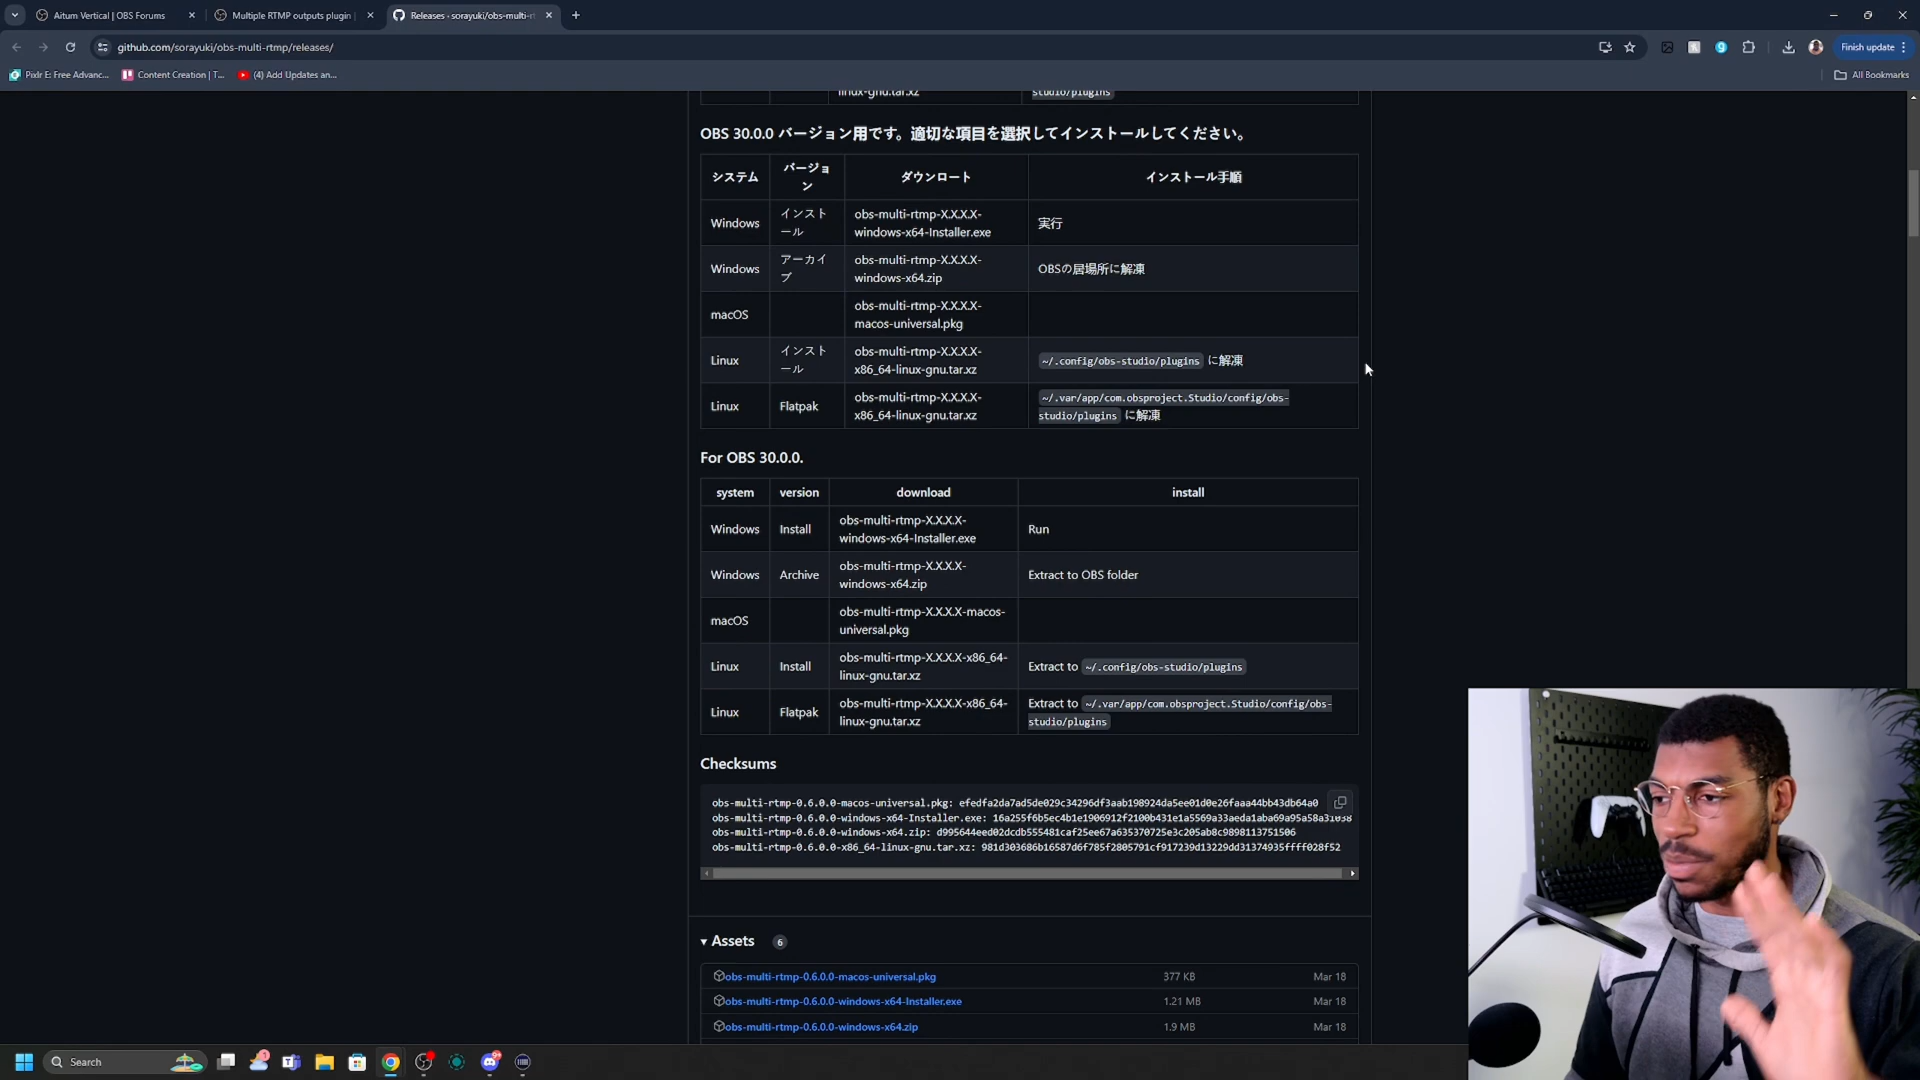 Aitum Vertical | OBS Forums
Multiple RTMP outputs plugin |
Releases · sorayuki/obs-multi-rt
github.com/sorayuki/obs-multi-rtmp/releases/
Finish update
Pixlr E: Free Advanc...
Content Creation | T...
(4) Add Updates an...
All Bookmarks
linux-gnu.tar.xz
studio/plugins
OBS 30.0.0 バージョン用です。適切な項目を選択してインストールしてください。
システム
バージョ
ン
ダウンロート
インストール手順
Windows
インスト
ール
obs-multi-rtmp-X.X.X.X-
windows-x64-Installer.exe
実行
Windows
アーカイ
ブ
obs-multi-rtmp-X.X.X.X-
windows-x64.zip
OBSの居場所に解凍
macOS
obs-multi-rtmp-X.X.X.X-
macos-universal.pkg
Linux
インスト
ール
obs-multi-rtmp-X.X.X.X-
x86_64-linux-gnu.tar.xz
~/.config/obs-studio/plugins に解凍
Linux
Flatpak
obs-multi-rtmp-X.X.X.X-
x86_64-linux-gnu.tar.xz
~/.var/app/com.obsproject.Studio/config/obs-
studio/plugins に解凍
For OBS 30.0.0.
system
version
download
install
Windows
Install
obs-multi-rtmp-X.X.X.X-
windows-x64-Installer.exe
Run
Windows
Archive
obs-multi-rtmp-X.X.X.X-
windows-x64.zip
Extract to OBS folder
macOS
obs-multi-rtmp-X.X.X.X-macos-
universal.pkg
Linux
Install
obs-multi-rtmp-X.X.X.X-x86_64-
linux-gnu.tar.xz
Extract to ~/.config/obs-studio/plugins
Linux
Flatpak
obs-multi-rtmp-X.X.X.X-x86_64-
linux-gnu.tar.xz
Extract to ~/.var/app/com.obsproject.Studio/config/obs-
studio/plugins
Checksums
obs-multi-rtmp-0.6.0.0-macos-universal.pkg: efedfa2da7ad5de029c34296df3aab198924da5ee01d0e26faaa44bb43db64a0
obs-multi-rtmp-0.6.0.0-windows-x64-Installer.exe: 16a255f6b5ec4b1e1906912f2100b431e1a5569a33aeda1aba69a95a58a31038
obs-multi-rtmp-0.6.0.0-windows-x64.zip: d995644eed02dcdb555481caf25ee67a635370725e3c205ab8c9898113751506
obs-multi-rtmp-0.6.0.0-x86_64-linux-gnu.tar.xz: 981d303686b16587d6f785f2805791cf917239d13229dd31374935ffff028f52
Assets 6
obs-multi-rtmp-0.6.0.0-macos-universal.pkg
377 KB
Mar 18
obs-multi-rtmp-0.6.0.0-windows-x64-Installer.exe
1.21 MB
Mar 18
obs-multi-rtmp-0.6.0.0-windows-x64.zip
1.9 MB
Mar 18
Search